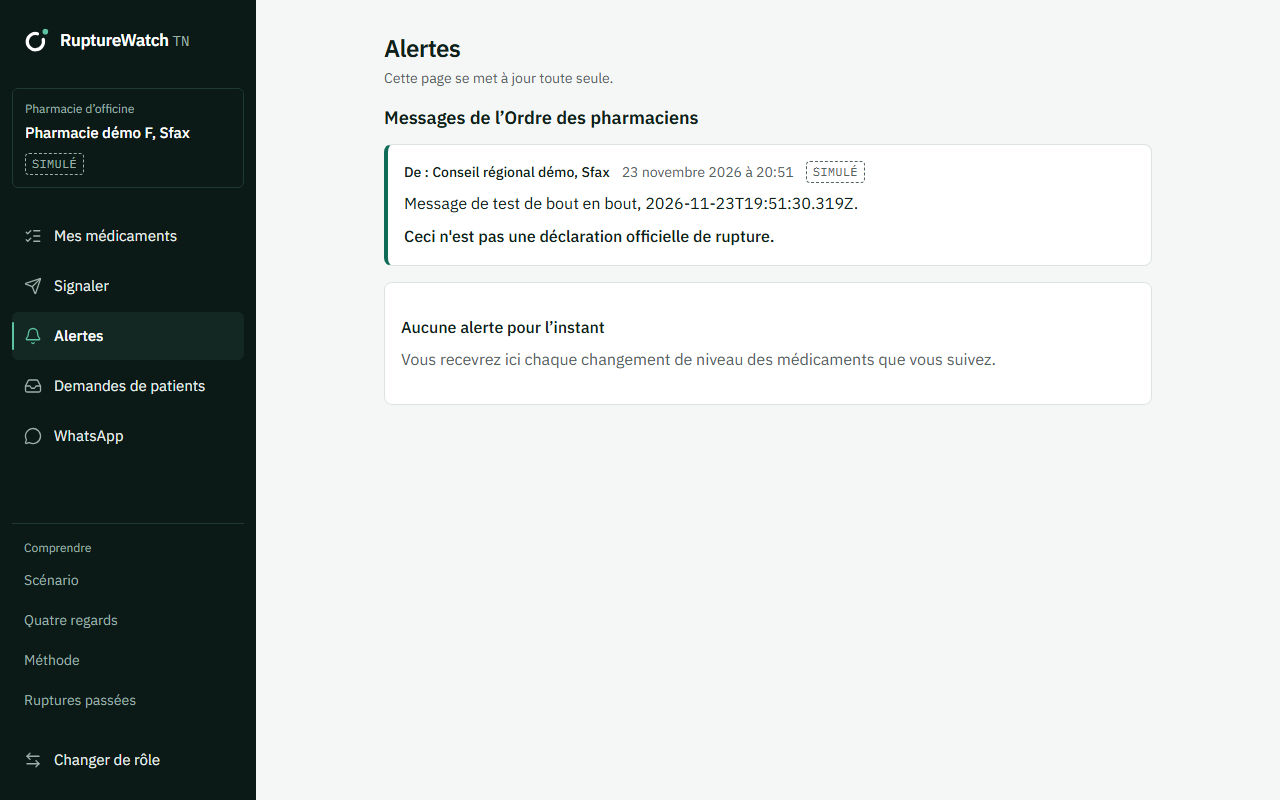 RuptureWatch TN
Pharmacie d’officine
Pharmacie démo F, Sfax
SIMULÉ
Mes médicaments
Signaler
Alertes
Demandes de patients
WhatsApp
Comprendre
Scénario
Quatre regards
Méthode
Ruptures passées
Changer de rôle
Alertes
Cette page se met à jour toute seule.
Messages de l’Ordre des pharmaciens
De : Conseil régional démo, Sfax 23 novembre 2026 à 20:51 SIMULÉ
Message de test de bout en bout, 2026-11-23T19:51:30.319Z.
Ceci n'est pas une déclaration officielle de rupture.
Aucune alerte pour l’instant
Vous recevrez ici chaque changement de niveau des médicaments que vous suivez.